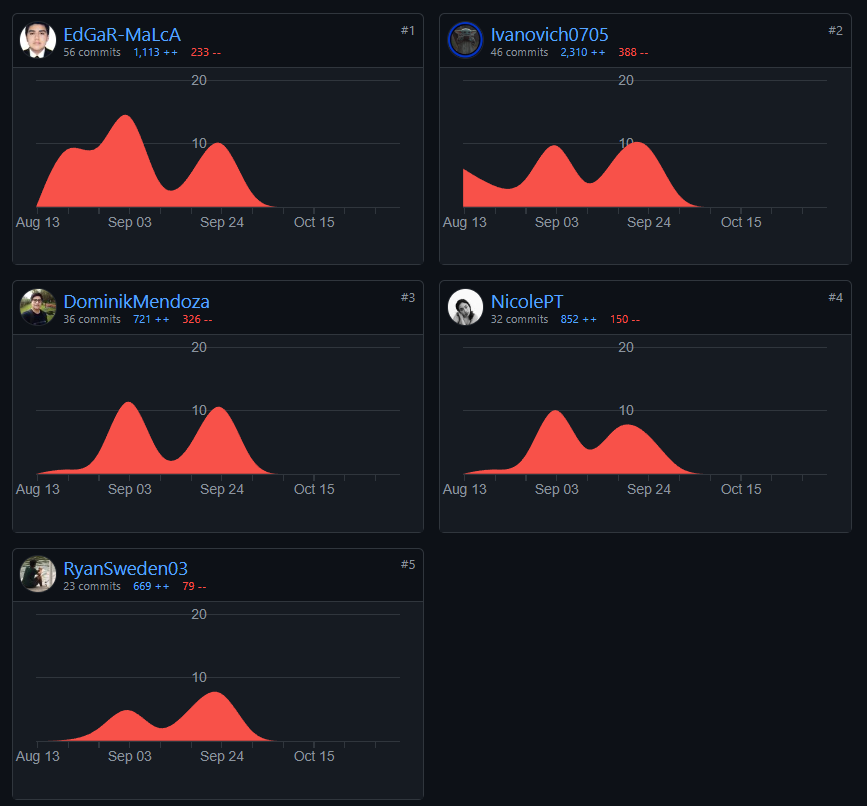 EdGaR-MaLcA #1
56 commits 1,113 ++ 233 --
20
10
Aug 13 Sep 03 Sep 24 Oct 15
Ivanovich0705 #2
46 commits 2,310 ++ 388 --
20
10
Aug 13 Sep 03 Sep 24 Oct 15
DominikMendoza #3
36 commits 721 ++ 326 --
20
10
Aug 13 Sep 03 Sep 24 Oct 15
NicolePT #4
32 commits 852 ++ 150 --
20
10
Aug 13 Sep 03 Sep 24 Oct 15
RyanSweden03 #5
23 commits 669 ++ 79 --
20
10
Aug 13 Sep 03 Sep 24 Oct 15